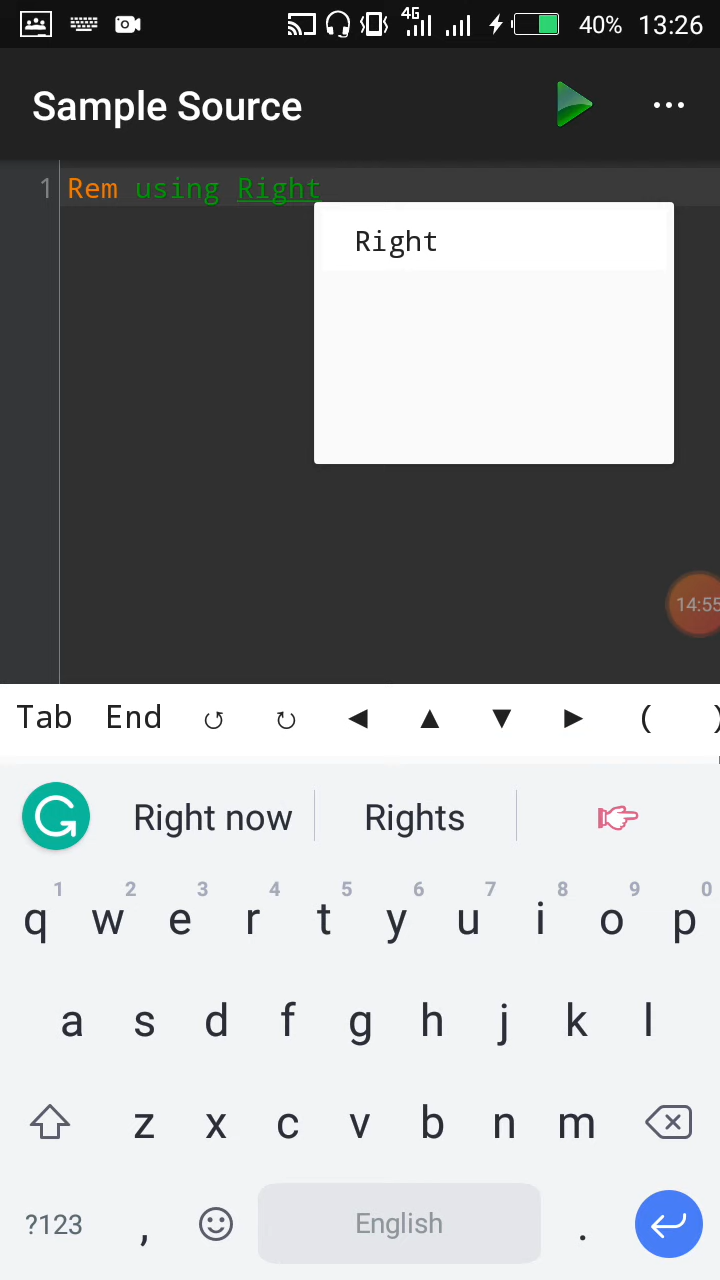 4G 40% 13:26
Sample Source
1 Rem using Right
Right
14:55
Tab End ↺ ↻ ◀ ▲ ▼ ▶ ( )
Right now Rights
1 2 3 4 5 6 7 8 9 0
q w e r t y u i o p
a s d f g h j k l
z x c v b n m
?123 , English .